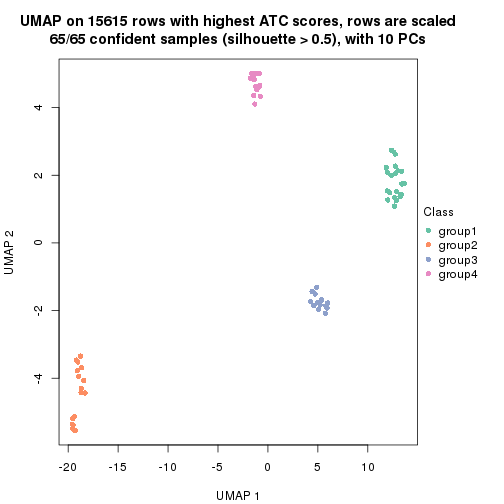 UMAP on 15615 rows with highest ATC scores, rows are scaled
65/65 confident samples (silhouette > 0.5), with 10 PCs
4
2
0
-2
-4
UMAP 2
-20
-15
-10
-5
0
5
10
UMAP 1
Class
group1
group2
group3
group4